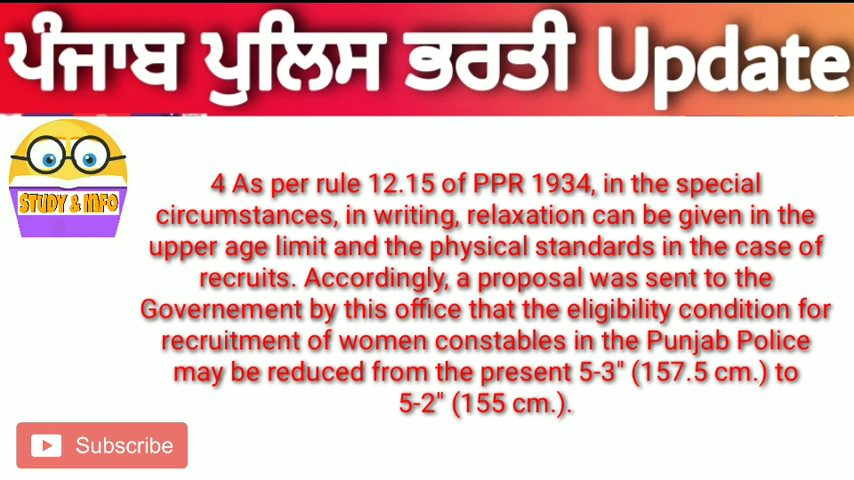 ਪੰਜਾਬ ਪੁਲਿਸ ਭਰਤੀ Update
STUDY & INFO
4 As per rule 12.15 of PPR 1934, in the special
circumstances, in writing, relaxation can be given in the
upper age limit and the physical standards in the case of
recruits. Accordingly, a proposal was sent to the
Governement by this office that the eligibility condition for
recruitment of women constables in the Punjab Police
may be reduced from the present 5-3" (157.5 cm.) to
5-2" (155 cm.).
Subscribe